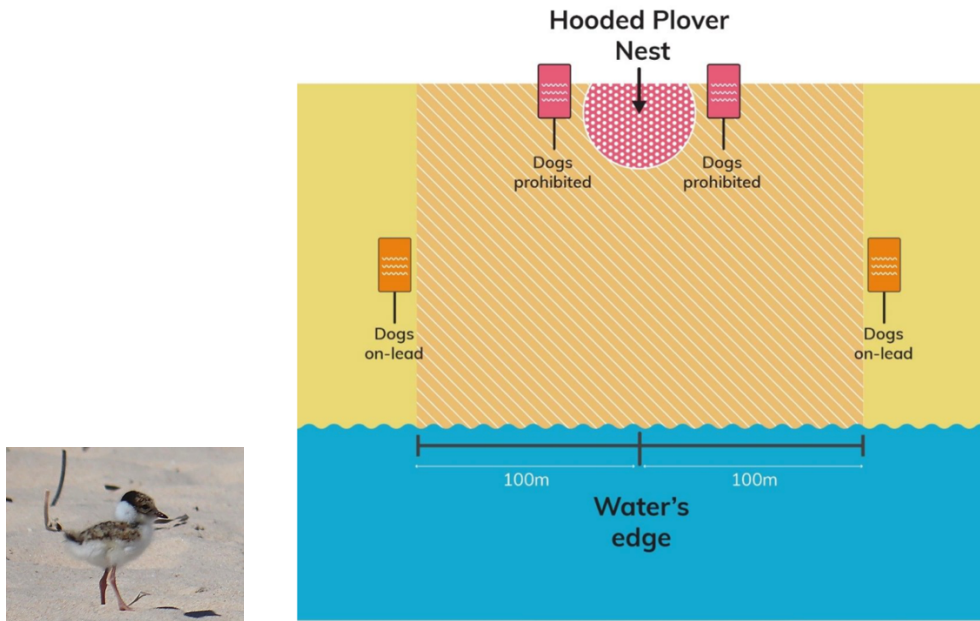 Hooded Plover
Nest
Dogs
prohibited
Dogs
prohibited
Dogs
on-lead
Dogs
on-lead
100m
100m
Water's
edge